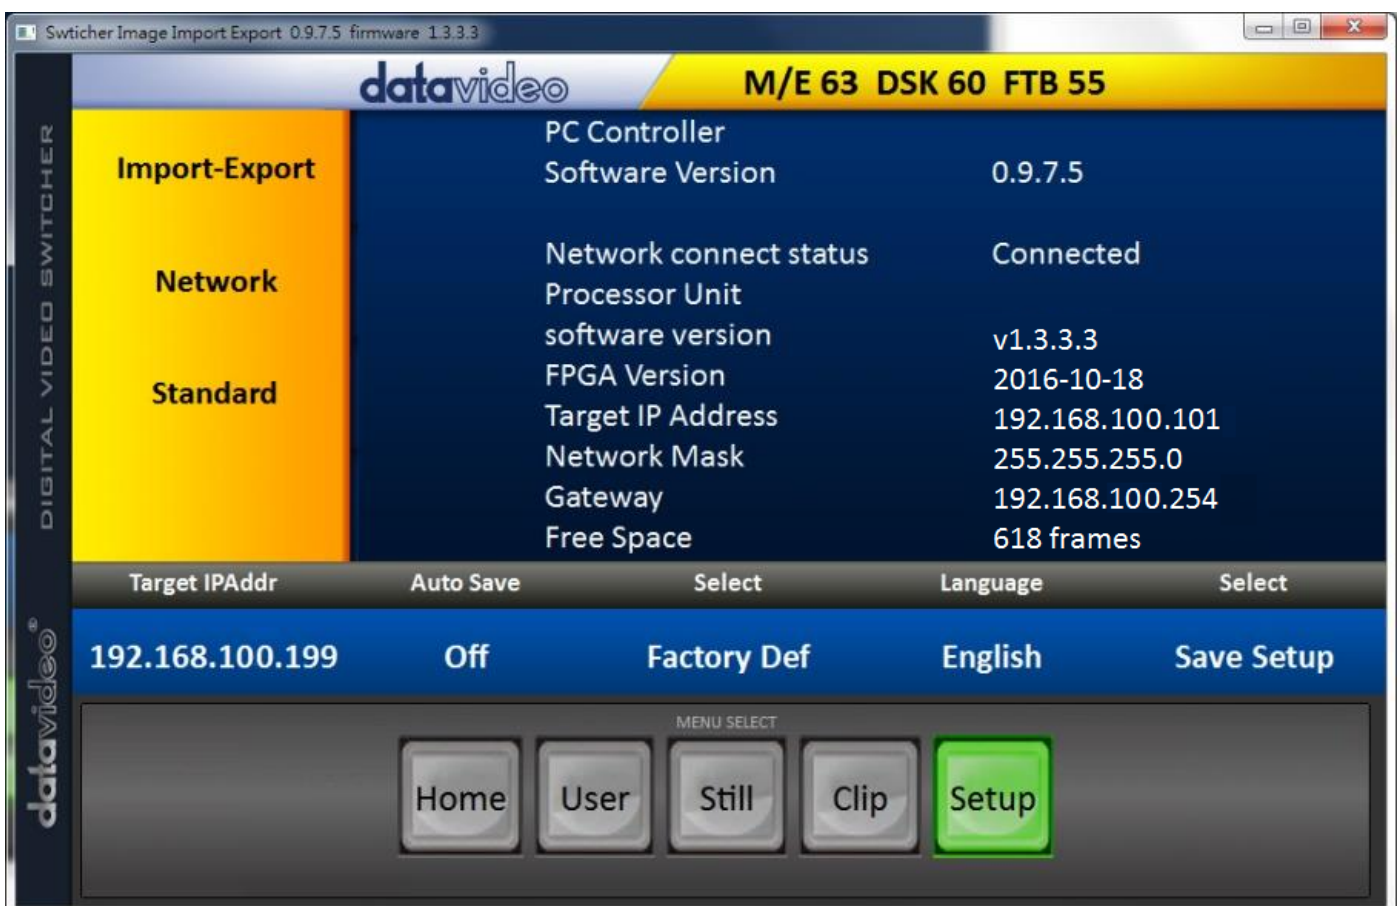 Swticher Image Import Export 0.9.7.5 firmware 1.3.3.3
datavideo
M/E 63 DSK 60 FTB 55
DIGITAL VIDEO SWITCHER
datavideo®
Import-Export
Network
Standard
PC Controller
Software Version 0.9.7.5
Network connect status Connected
Processor Unit
software version v1.3.3.3
FPGA Version 2016-10-18
Target IP Address 192.168.100.101
Network Mask 255.255.255.0
Gateway 192.168.100.254
Free Space 618 frames
Target IPAddr Auto Save Select Language Select
192.168.100.199 Off Factory Def English Save Setup
MENU SELECT
Home User Still Clip Setup